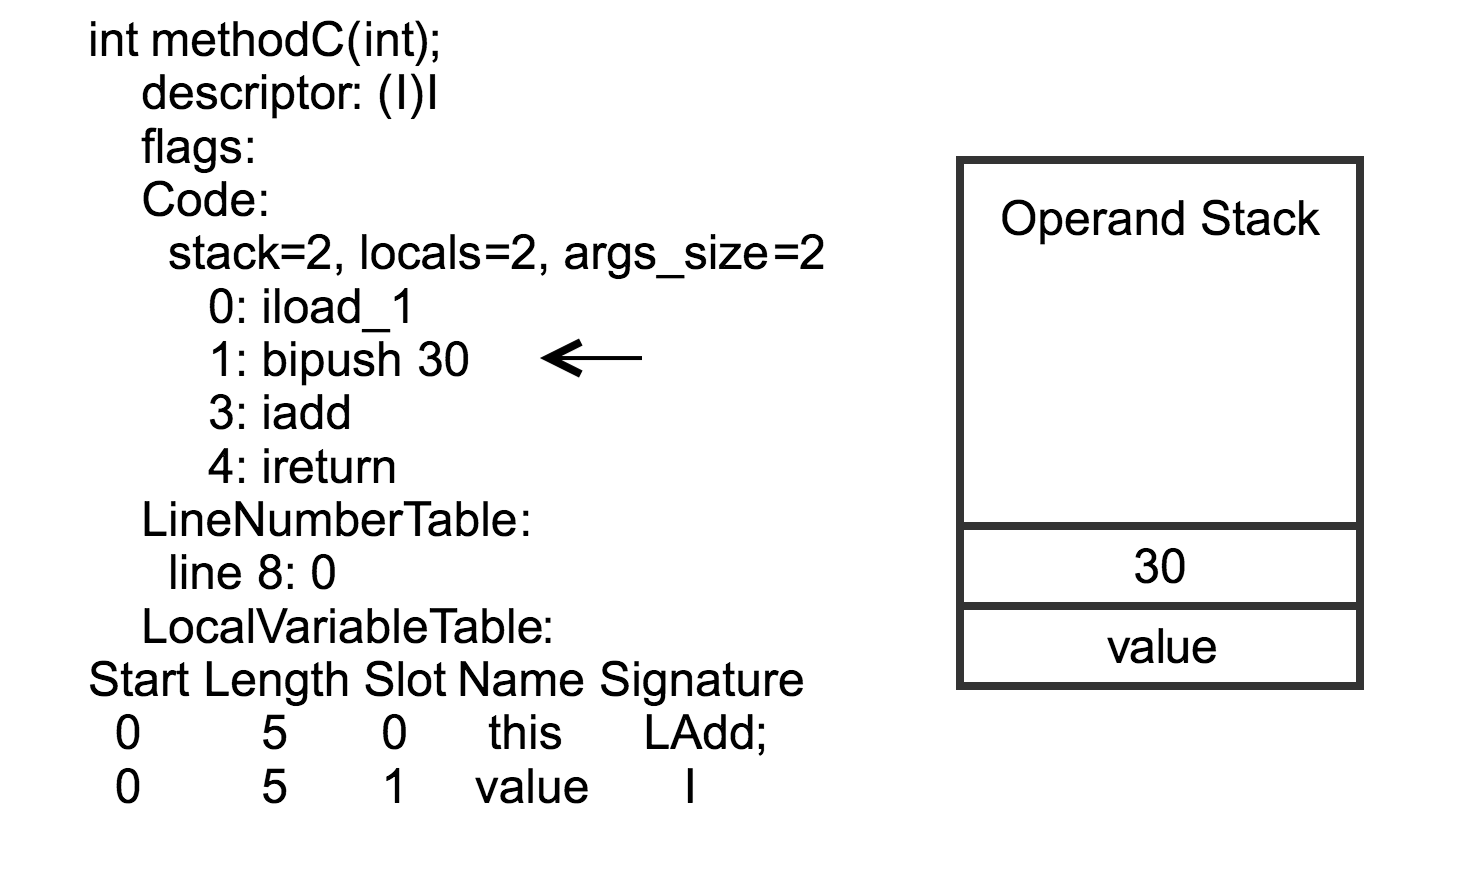 int methodC(int);
descriptor: (I)I
flags:
Code:
stack=2, locals=2, args_size=2
0: iload_1
1: bipush 30
3: iadd
4: ireturn
LineNumberTable:
line 8: 0
LocalVariableTable:
Start Length Slot Name Signature
0 5 0 this LAdd;
0 5 1 value I
Operand Stack
30
value